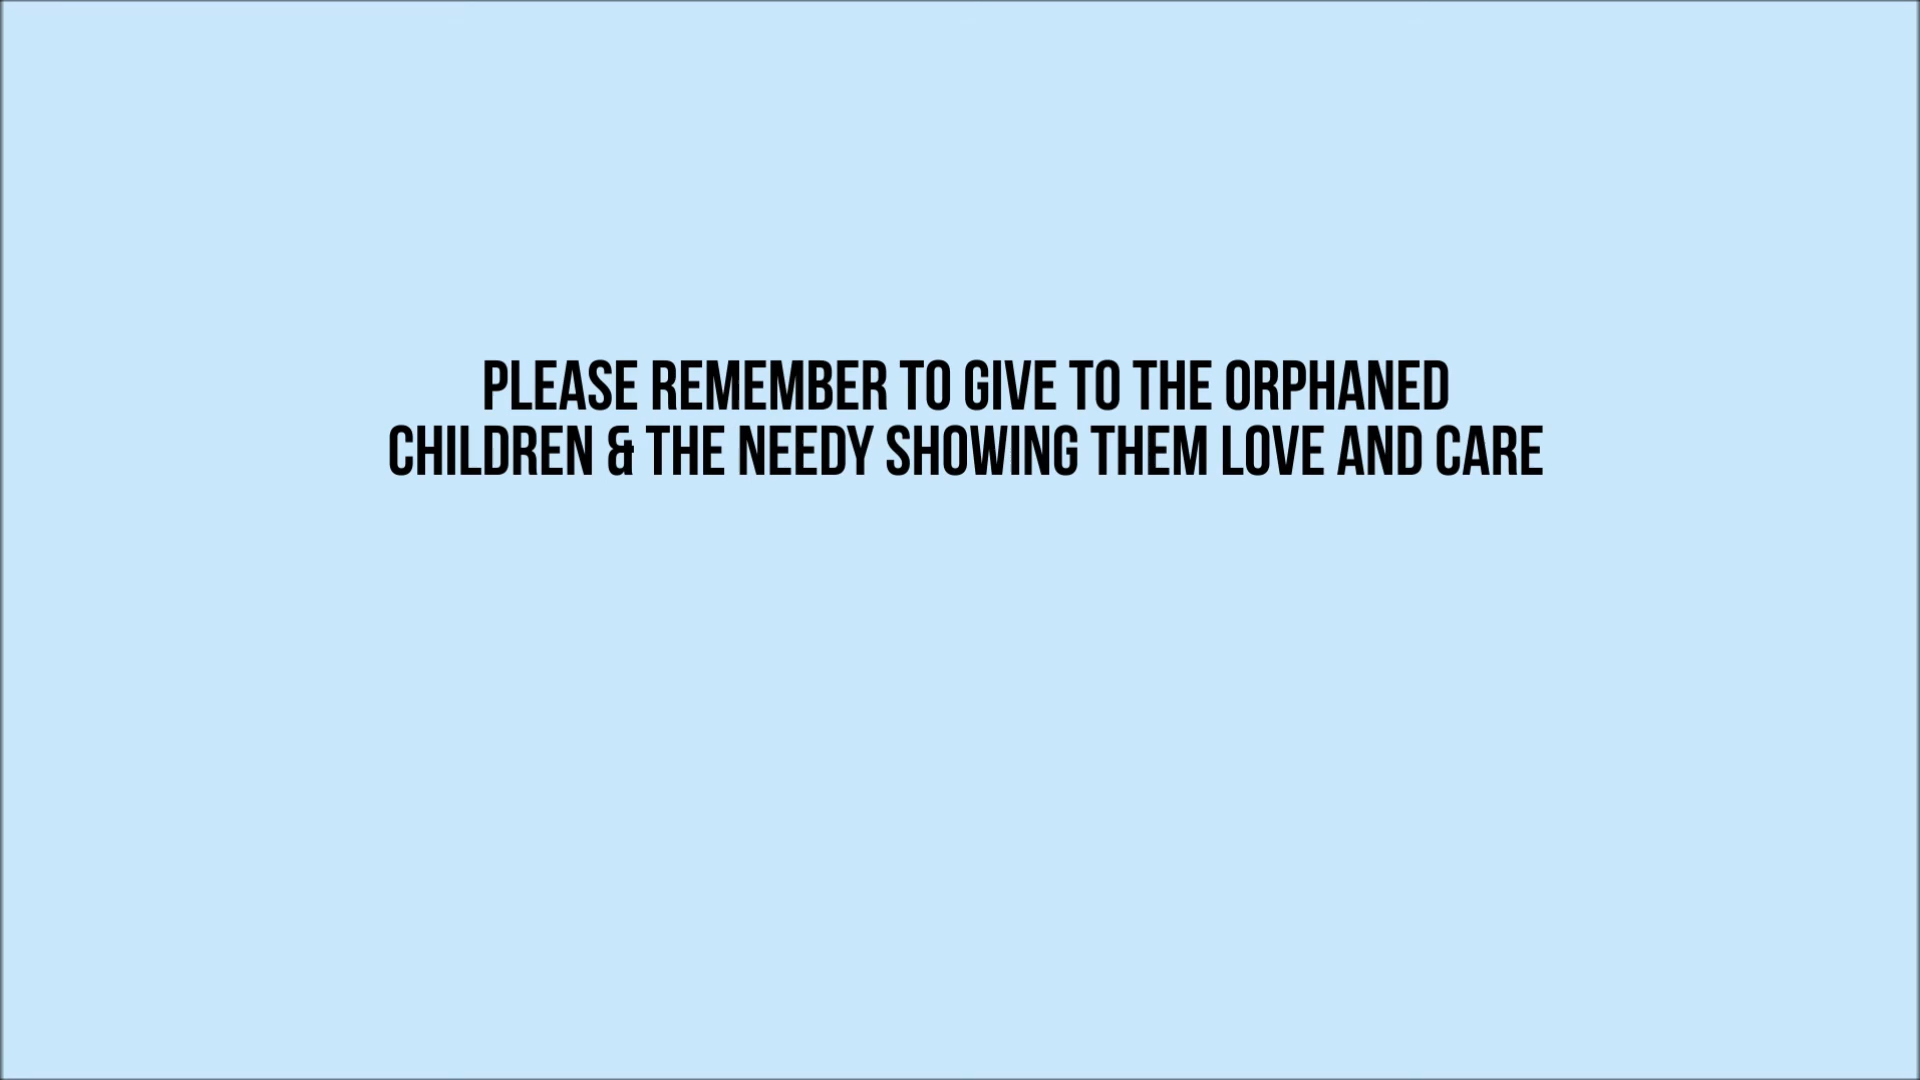 PLEASE REMEMBER TO GIVE TO THE ORPHANED
CHILDREN & THE NEEDY SHOWING THEM LOVE AND CARE